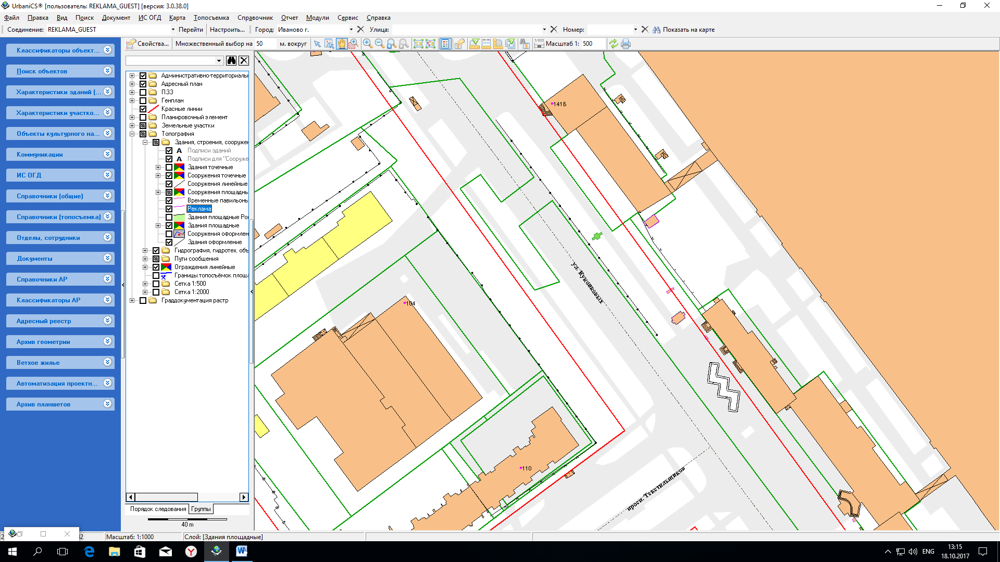 UrbaniCS® [пользователь: REKLAMA_GUEST] [версия: 3.0.38.0]
Файл Правка Вид Поиск Документ ИС ОГД Карта Топосъемка Справочник Отчет Модули Сервис Справка
Соединение: REKLAMA_GUEST Перейти Настроить... Город: Иваново г. Улица: Номер: Показать на карте
Свойства... Множественный выбор на 50 м. вокруг 1:100 Масштаб 1: 500
Классификаторы объект...
Поиск объектов
Характеристики зданий (...
Характеристики участко...
Объекты культурного на...
Коммуникации
ИС ОГД
Справочники (общие)
Справочники (топосъемка)
Отделы, сотрудники
Документы
Справочники АР
Классификаторы АР
Адресный реестр
Архив геометрии
Ветхое жилье
Автоматизация проектн...
Архив планшетов
Административно-территориаль
Адресный план
ПЗЗ
Генплан
Красные линии
Планировочный элемент
Земельные участки
Топография
Здания, строения, сооружен
А Подписи зданий
А Подписи для "Сооруже
Здания точечные
Сооружения точечные
Сооружения линейные
Сооружения площадны
Временные павильоны
Реклама
Здания площадные Рос
Здания площадные
Сооружения оформлен
Здания оформление
Гидрография, гидротех. объ
Пути сообщения
Ограждения линейные
Границы топосъёмок площа
Сетка 1:500
Сетка 1:2000
Граддокументация растр
Порядок следования Группы
40 m
141Б
ул. Куконковых
104
110
просп. Текстильщиков
Масштаб: 1:1000 Слой: [Здания площадные]
ENG
13:15
18.10.2017